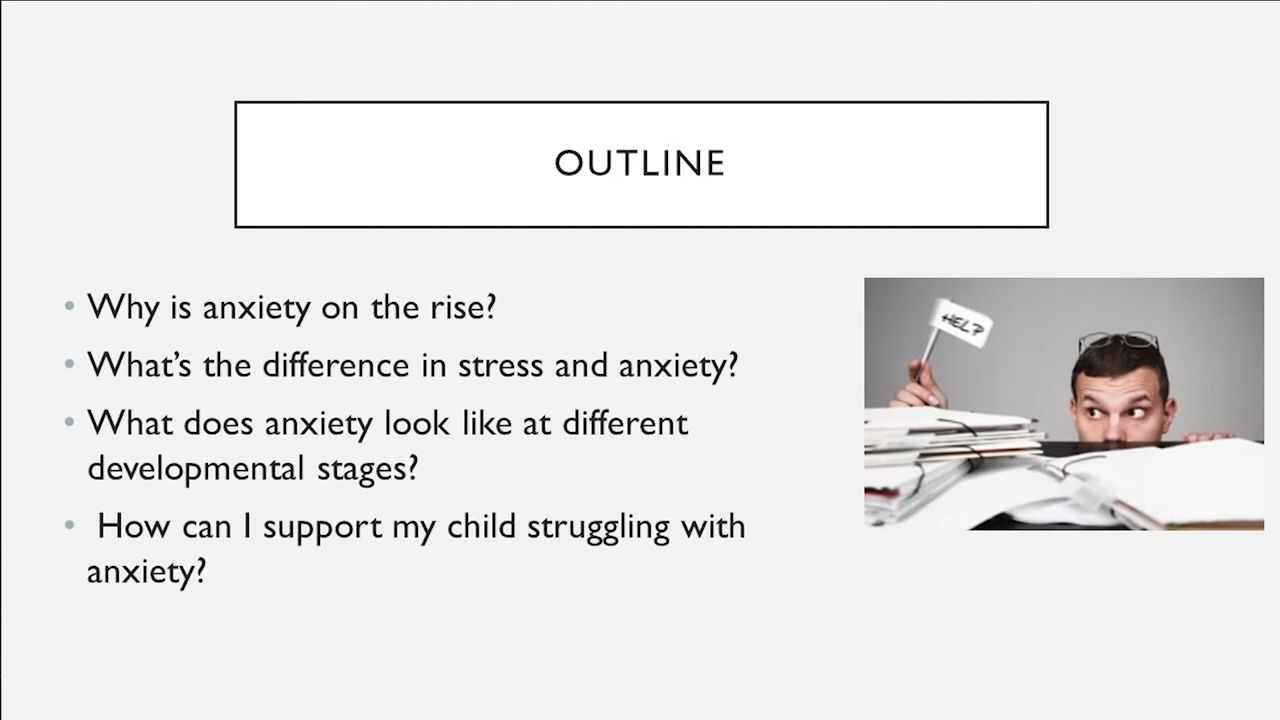 OUTLINE
• Why is anxiety on the rise?
• What’s the difference in stress and anxiety?
• What does anxiety look like at different
developmental stages?
• How can I support my child struggling with
anxiety?
HELP